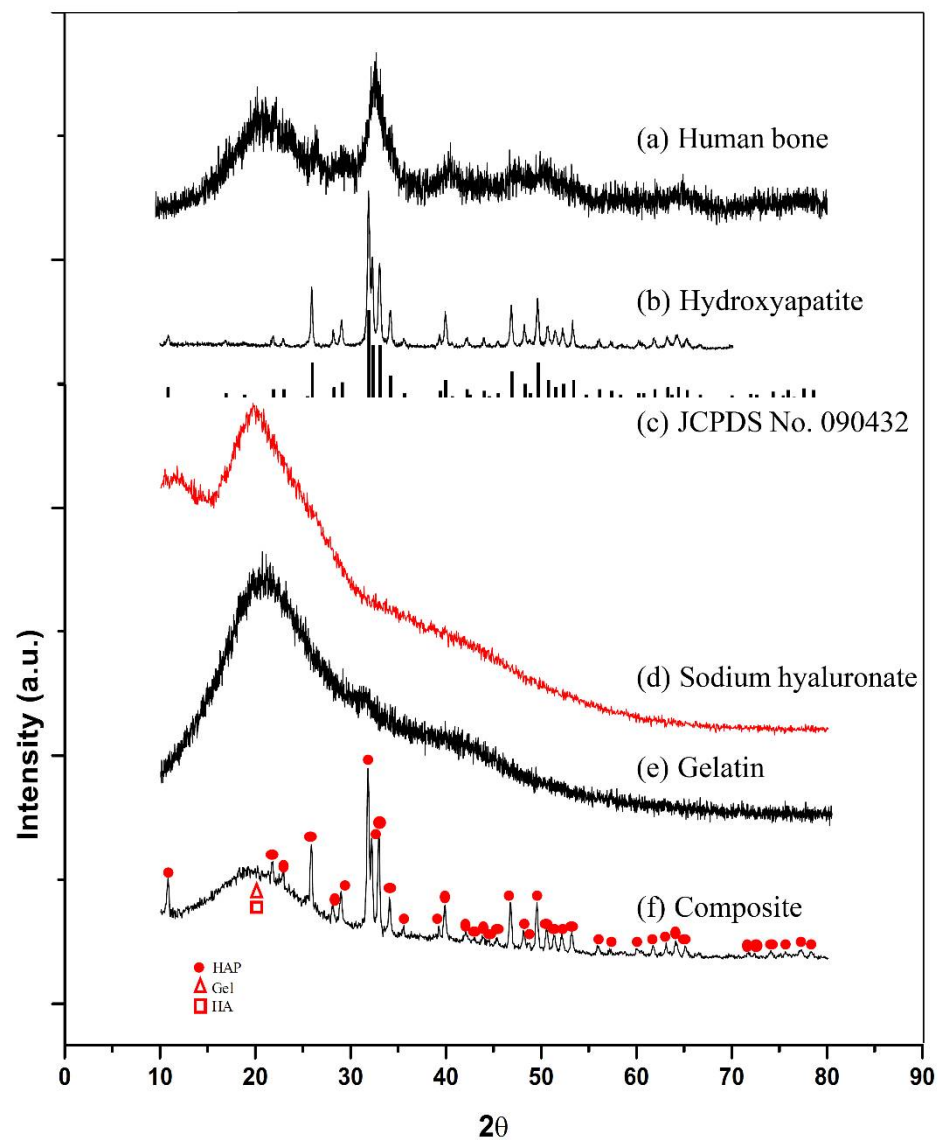 (a) Human bone
(b) Hydroxyapatite
(c) JCPDS No. 090432
(d) Sodium hyaluronate
(e) Gelatin
(f) Composite
HAP
Gel
HA
Intensity (a.u.)
0 10 20 30 40 50 60 70 80 90
2θ